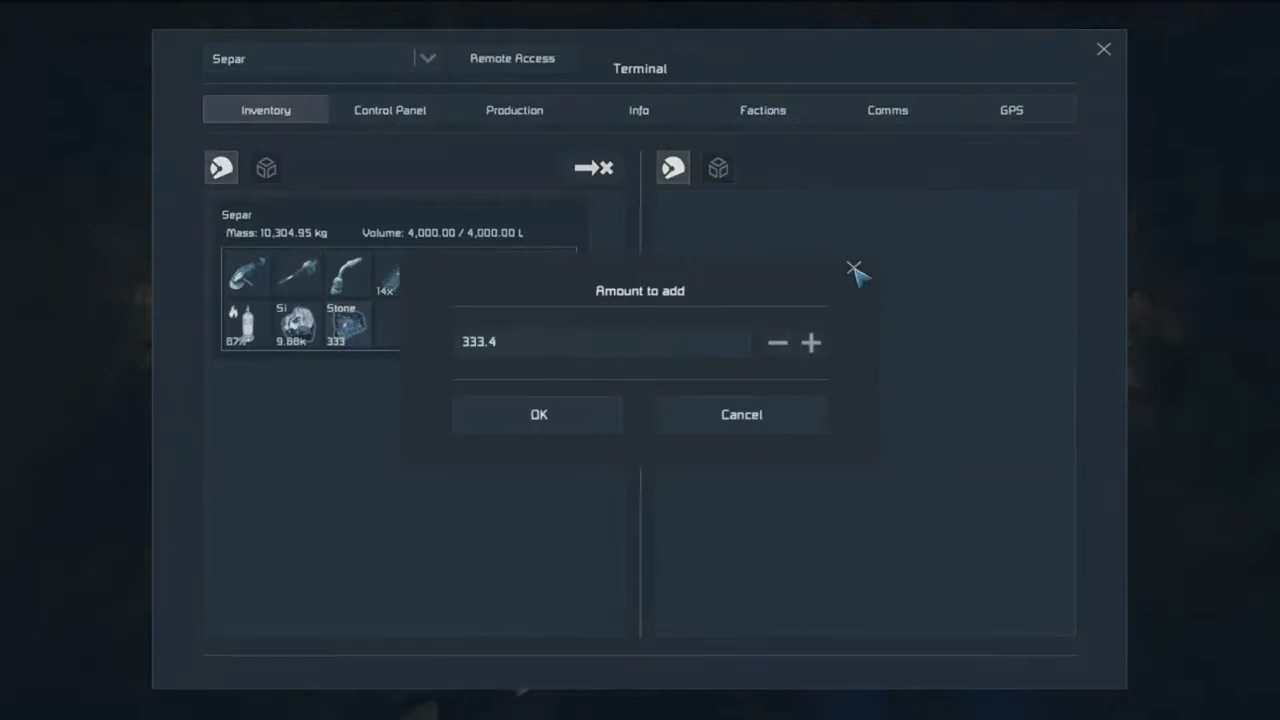 Separ
Remote Access
Terminal
Inventory
Control Panel
Production
Info
Factions
Comms
GPS
Separ
Mass: 10,304.95 kg
Volume: 4,000.00 / 4,000.00 L
14x
87%
Si
9.88k
Stone
333
Amount to add
333.4
OK
Cancel